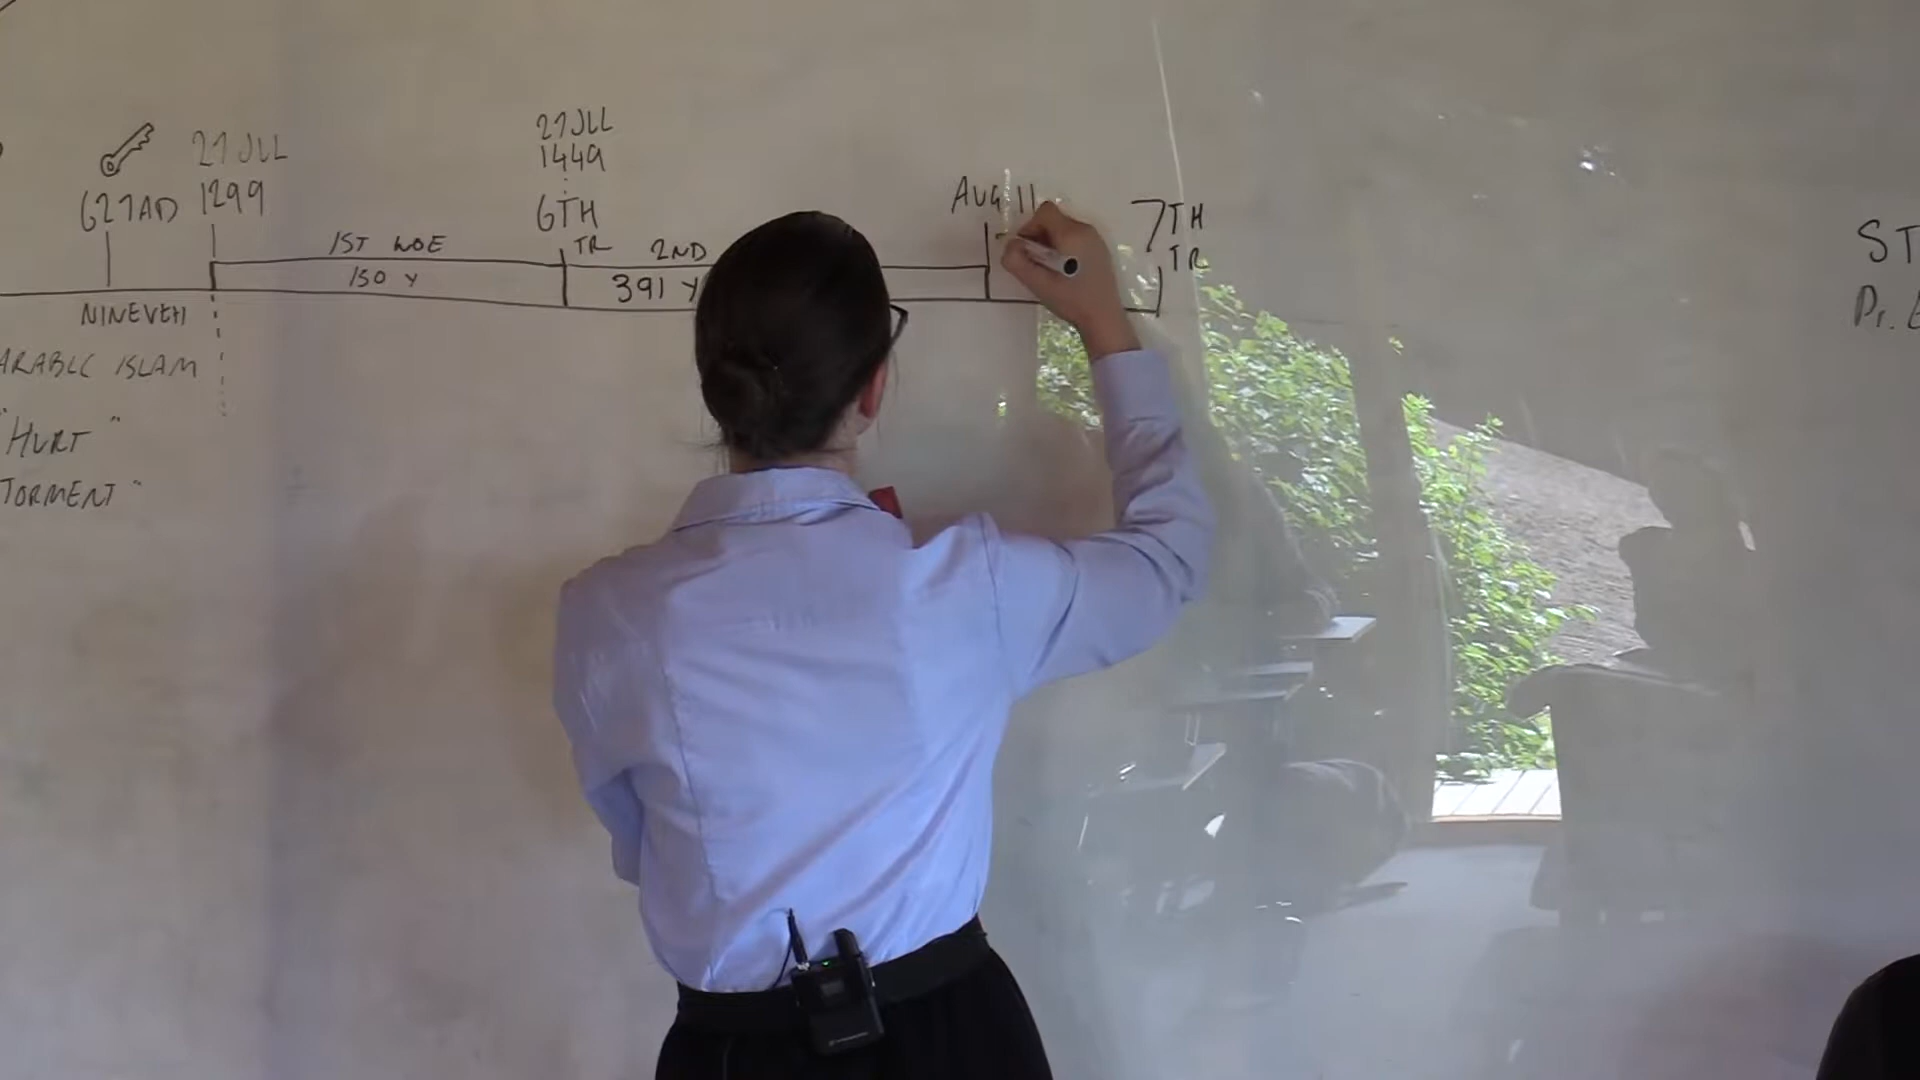 627AD
NINEVEH
ARABIC ISLAM
"HURT"
TORMENT"
27 JUL
1299
1ST WOE
150 Y
27 JUL
1449
6TH
TR
2ND
391 Y
AUG 11
7TH
TR
ST